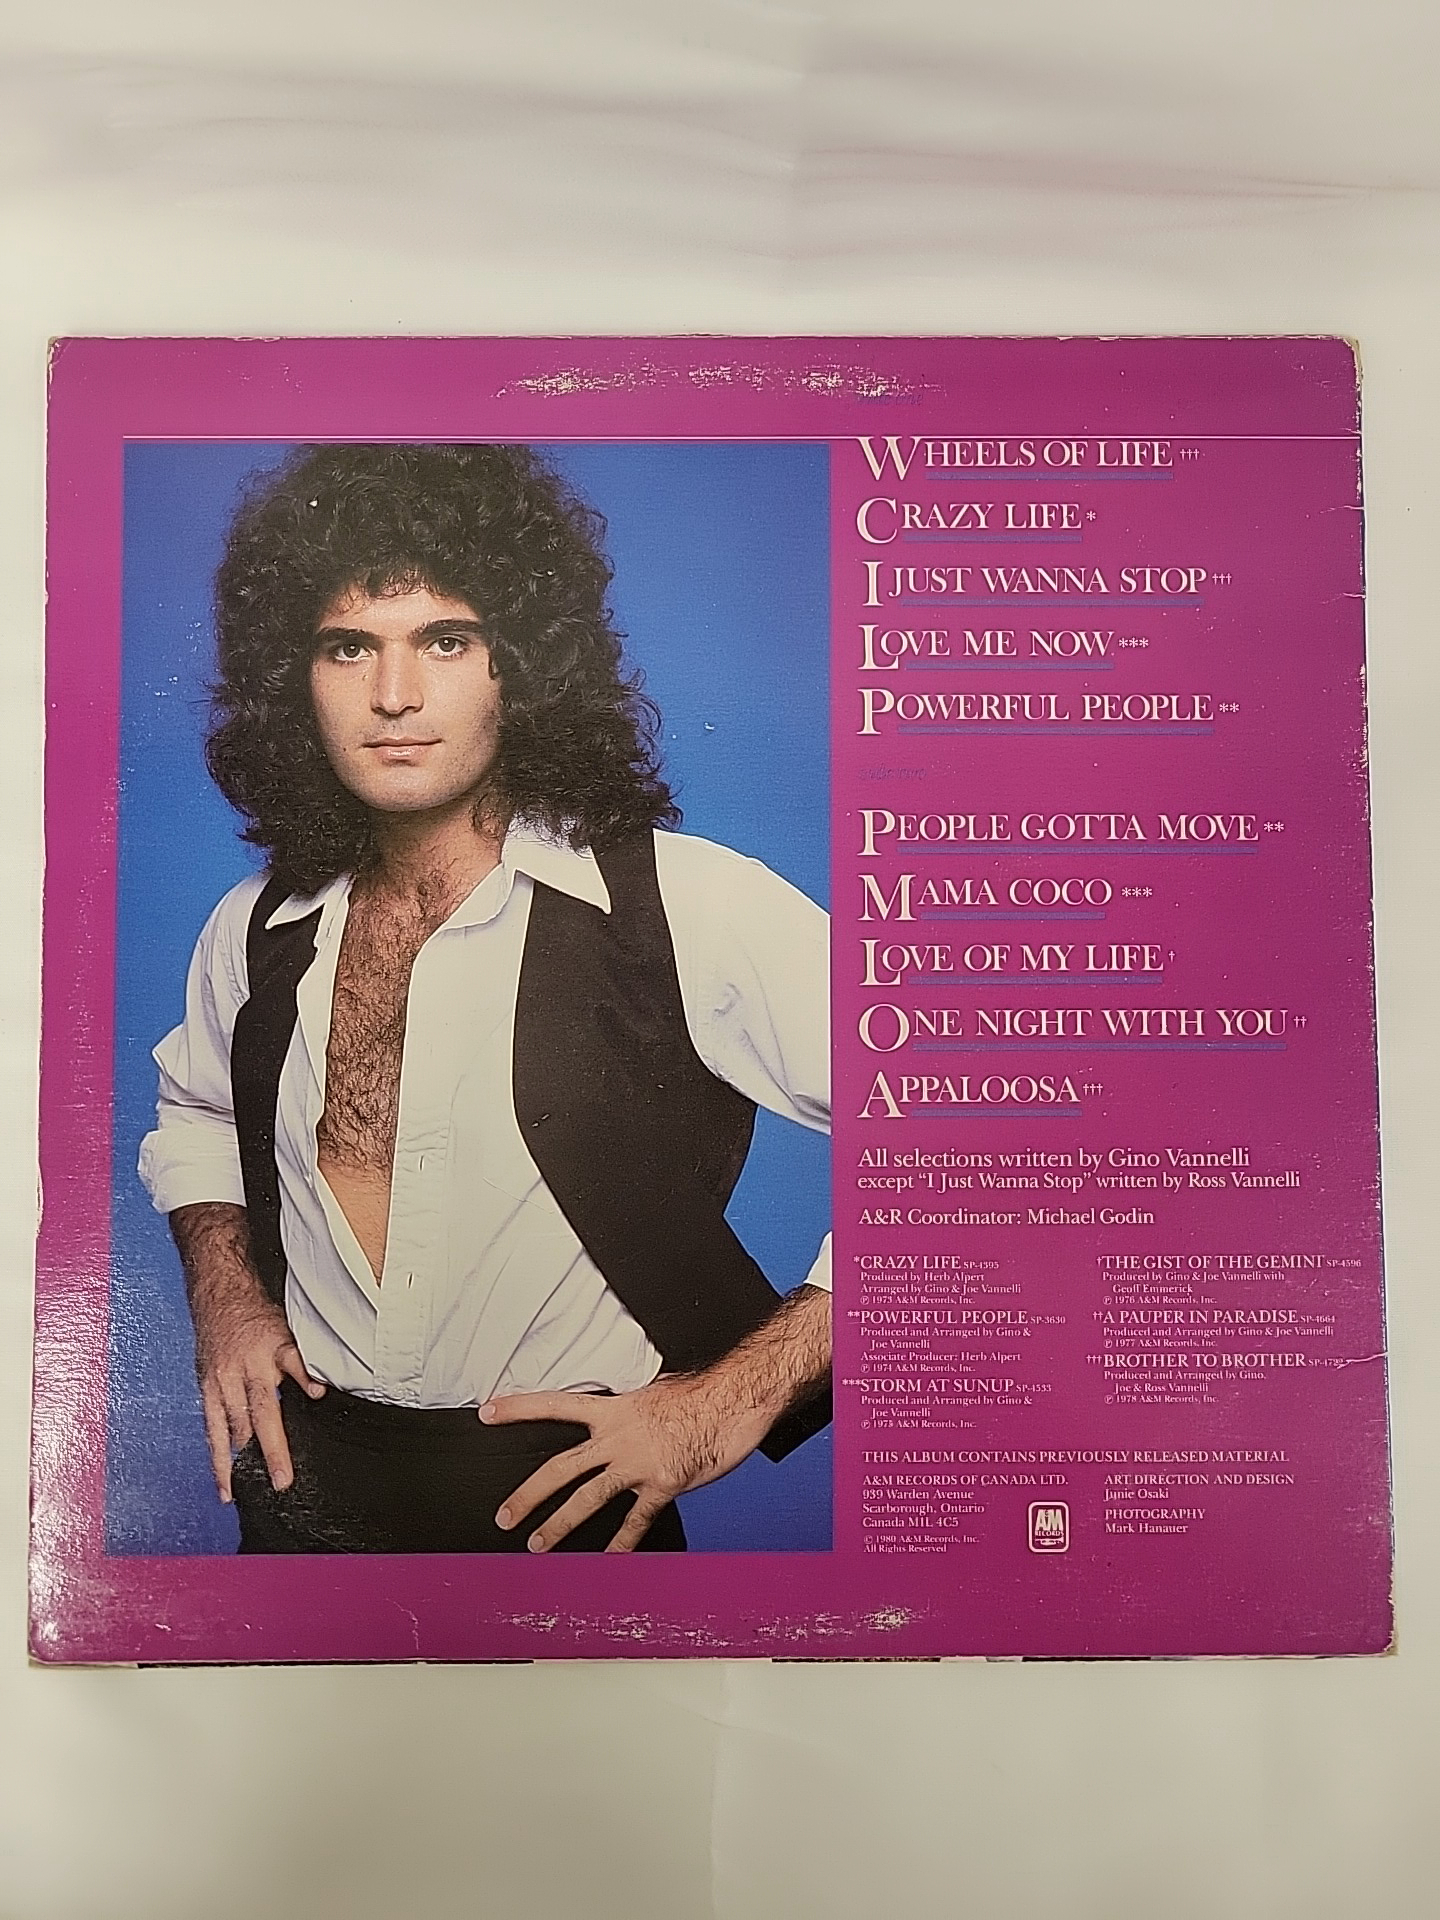 WHEELS OF LIFE †††
CRAZY LIFE *
I JUST WANNA STOP †††
LOVE ME NOW ***
POWERFUL PEOPLE **
PEOPLE GOTTA MOVE **
MAMA COCO ***
LOVE OF MY LIFE †
ONE NIGHT WITH YOU ††
APPALOOSA †††
All selections written by Gino Vannelli
except “I Just Wanna Stop” written by Ross Vannelli
A&R Coordinator: Michael Godin
*CRAZY LIFE SP-4395
Produced by Herb Alpert
Arranged by Gino & Joe Vannelli
℗ 1973 A&M Records, Inc.
**POWERFUL PEOPLE SP-3630
Produced and Arranged by Gino &
Joe Vannelli
Associate Producer: Herb Alpert
℗ 1974 A&M Records, Inc.
***STORM AT SUNUP SP-4533
Produced and Arranged by Gino &
Joe Vannelli
℗ 1975 A&M Records, Inc.
†THE GIST OF THE GEMINI SP-4596
Produced by Gino & Joe Vannelli with
Geoff Emmerick
℗ 1976 A&M Records, Inc.
††A PAUPER IN PARADISE SP-4664
Produced and Arranged by Gino & Joe Vannelli
℗ 1977 A&M Records, Inc.
†††BROTHER TO BROTHER
Produced and Arranged by Gino,
Joe & Ross Vannelli
℗ 1978 A&M Records, Inc.
THIS ALBUM CONTAINS PREVIOUSLY RELEASED MATERIAL
A&M RECORDS OF CANADA LTD.
939 Warden Avenue
Scarborough, Ontario
Canada M1L 4C5
© 1980 A&M Records, Inc.
All Rights Reserved
A&M
RECORDS
ART DIRECTION AND DESIGN
Junie Osaki
PHOTOGRAPHY
Mark Hanauer